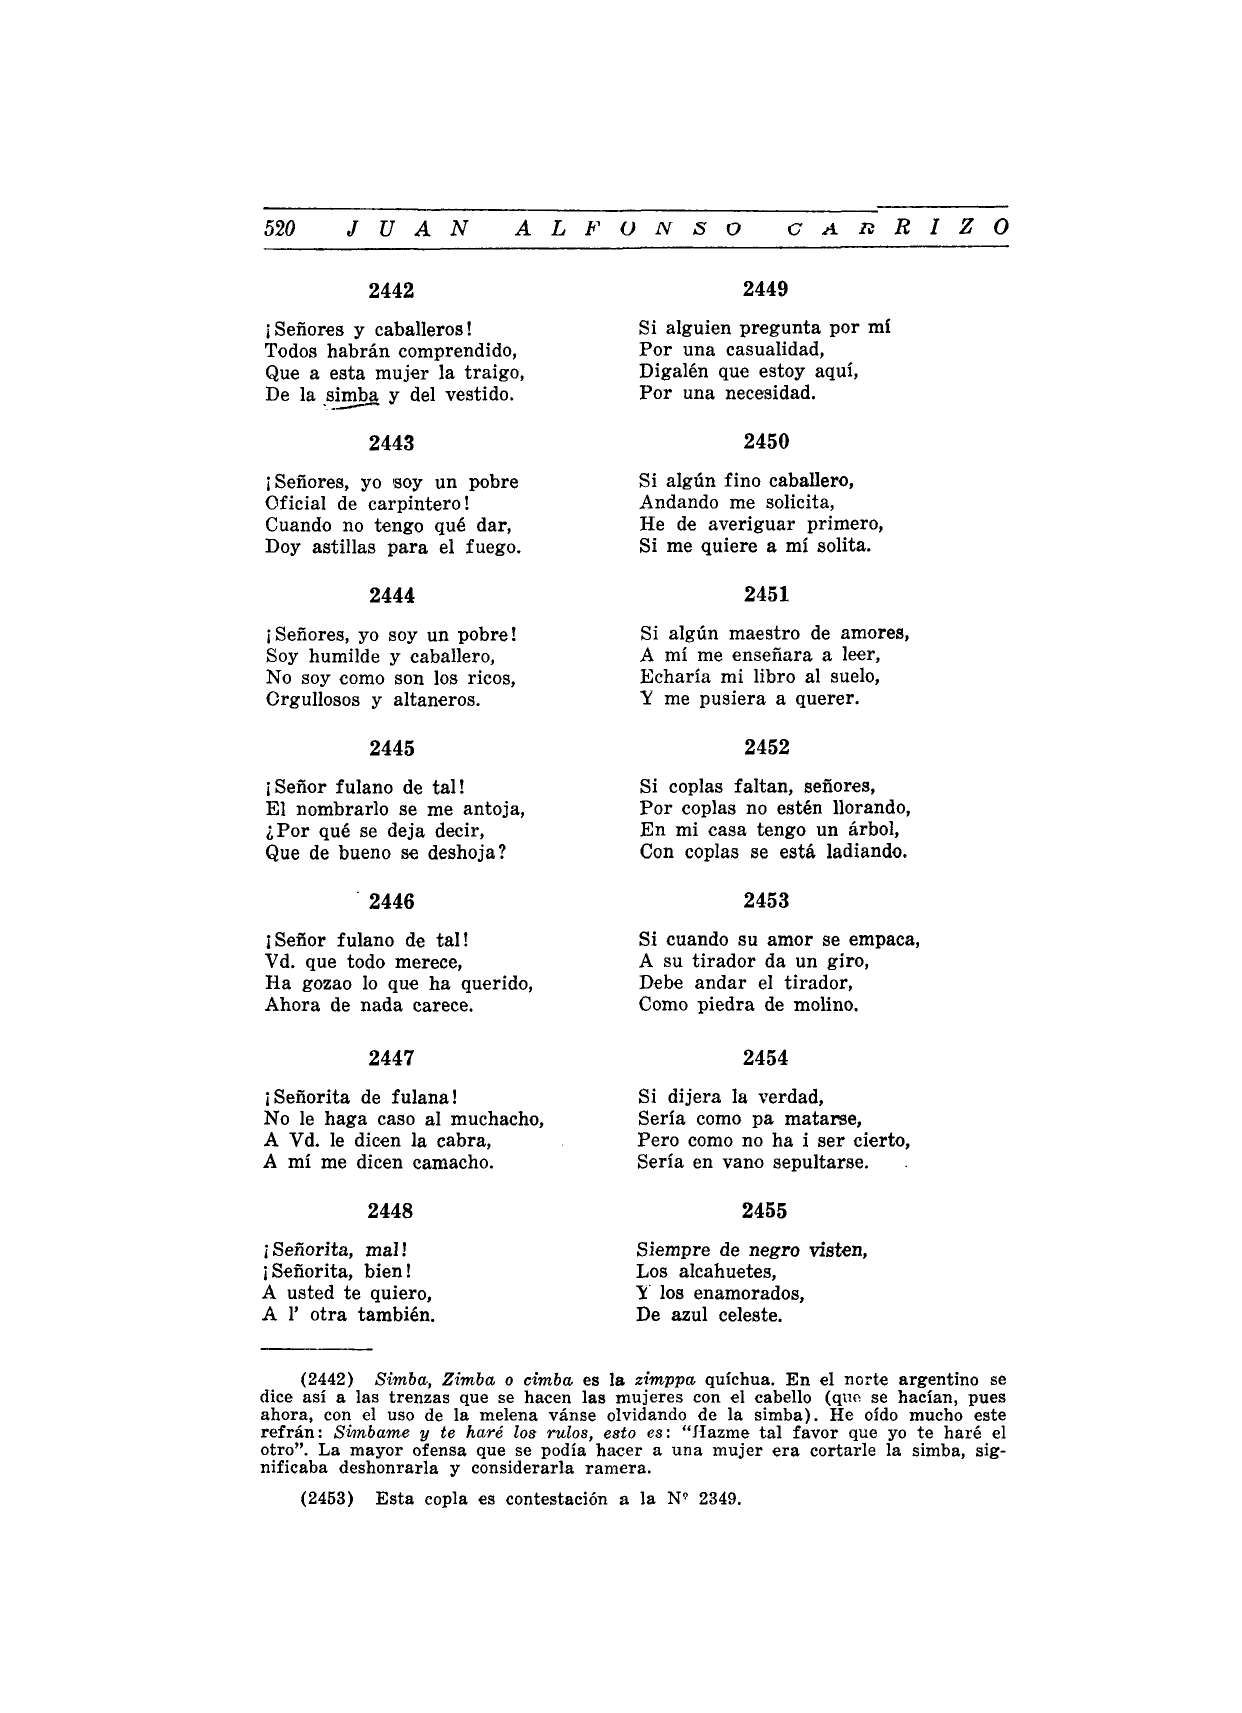 520 JUAN ALFONSO CARRIZO
2442
¡Señores y caballeros!
Todos habrán comprendido,
Que a esta mujer la traigo,
De la simba y del vestido.
2443
¡Señores, yo soy un pobre
Oficial de carpintero!
Cuando no tengo qué dar,
Doy astillas para el fuego.
2444
¡Señores, yo soy un pobre!
Soy humilde y caballero,
No soy como son los ricos,
Orgullosos y altaneros.
2445
¡Señor fulano de tal!
El nombrarlo se me antoja,
¿Por qué se deja decir,
Que de bueno se deshoja?
2446
¡Señor fulano de tal!
Vd. que todo merece,
Ha gozao lo que ha querido,
Ahora de nada carece.
2447
¡Señorita de fulana!
No le haga caso al muchacho,
A Vd. le dicen la cabra,
A mí me dicen camacho.
2448
¡Señorita, mal!
¡Señorita, bien!
A usted te quiero,
A l' otra también.
2449
Si alguien pregunta por mí
Por una casualidad,
Digalén que estoy aquí,
Por una necesidad.
2450
Si algún fino caballero,
Andando me solicita,
He de averiguar primero,
Si me quiere a mí solita.
2451
Si algún maestro de amores,
A mí me enseñara a leer,
Echaría mi libro al suelo,
Y me pusiera a querer.
2452
Si coplas faltan, señores,
Por coplas no estén llorando,
En mi casa tengo un árbol,
Con coplas se está ladiando.
2453
Si cuando su amor se empaca,
A su tirador da un giro,
Debe andar el tirador,
Como piedra de molino.
2454
Si dijera la verdad,
Sería como pa matarse,
Pero como no ha i ser cierto,
Sería en vano sepultarse.
2455
Siempre de negro visten,
Los alcahuetes,
Y los enamorados,
De azul celeste.
(2442) Simba, Zimba o cimba es la zimppa quíchua. En el norte argentino se
dice así a las trenzas que se hacen las mujeres con el cabello (que se hacían, pues
ahora, con el uso de la melena vánse olvidando de la simba). He oído mucho este
refrán: Simbame y te haré los rulos, esto es: "Hazme tal favor que yo te haré el
otro". La mayor ofensa que se podía hacer a una mujer era cortarle la simba, sig-
nificaba deshonrarla y considerarla ramera.
(2453) Esta copla es contestación a la Nº 2349.